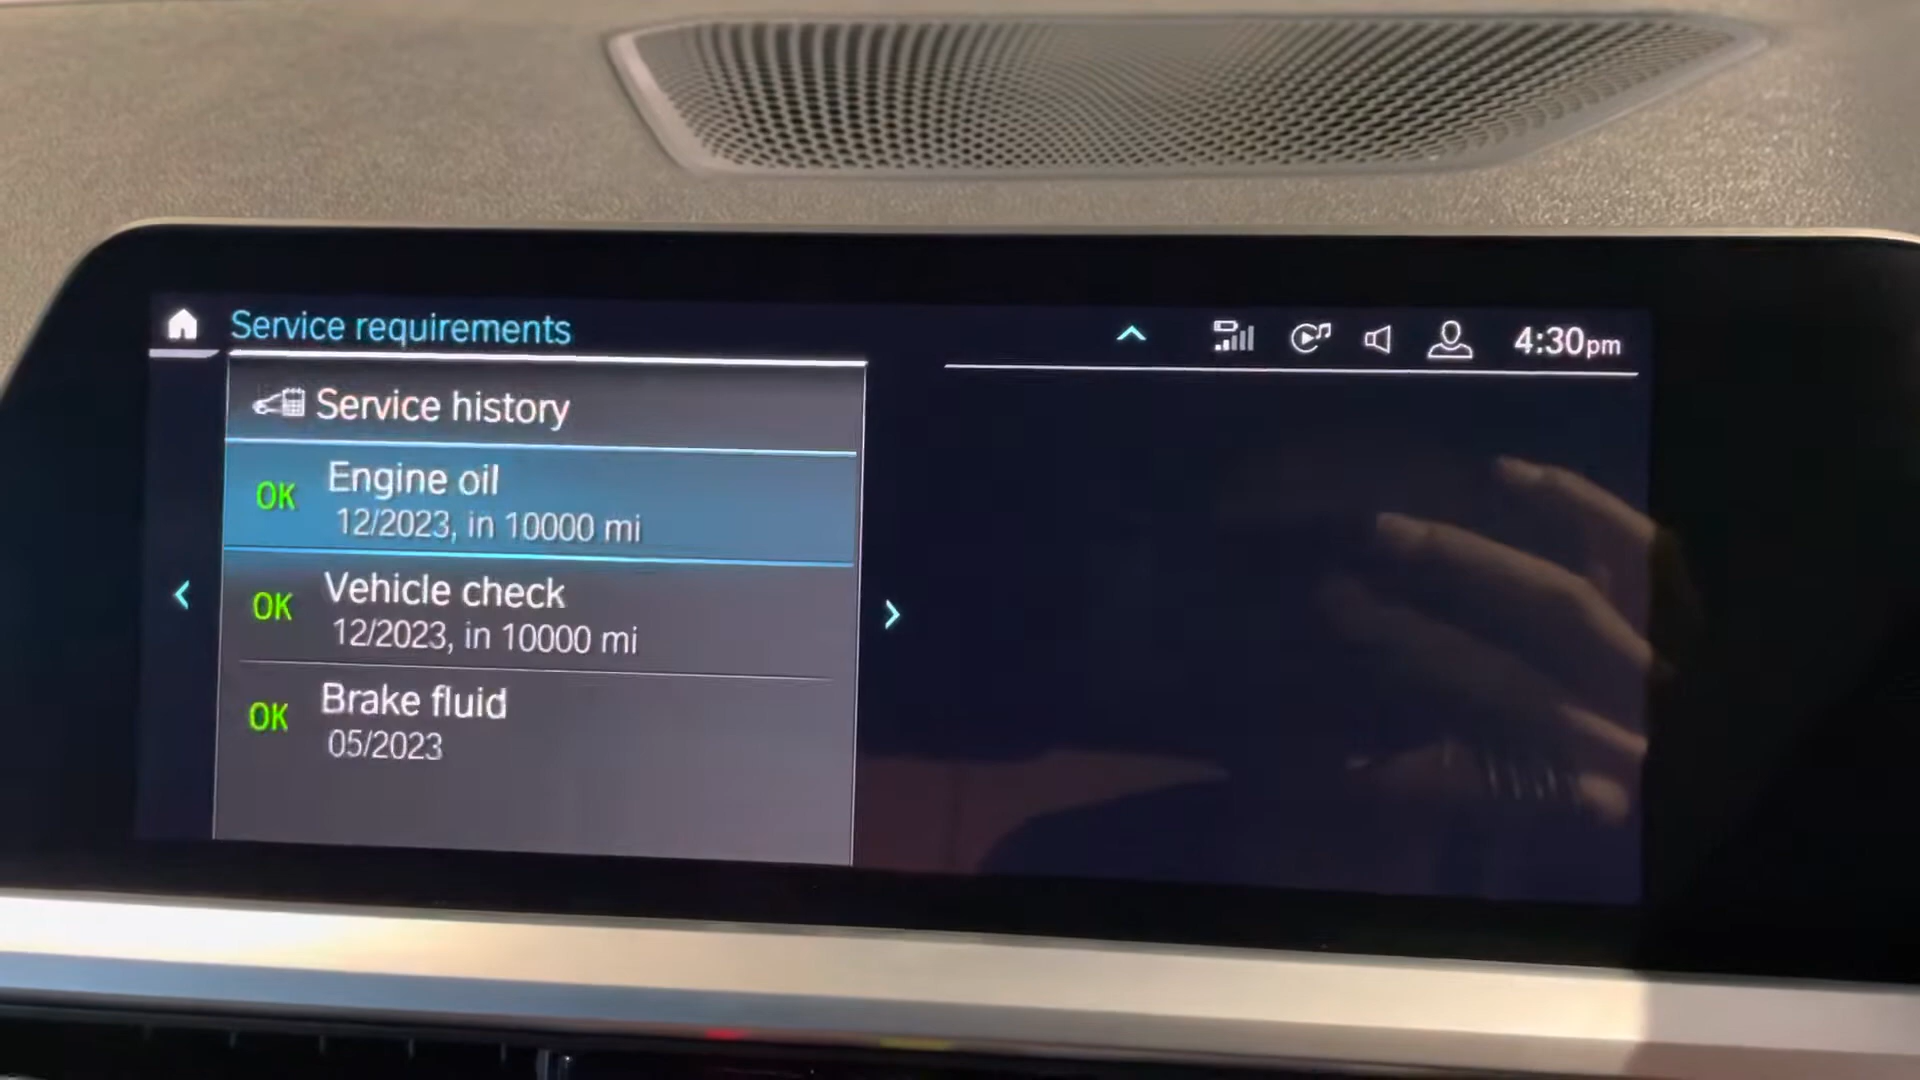 Service requirements
4:30pm
Service history
OK Engine oil
12/2023, in 10000 mi
OK Vehicle check
12/2023, in 10000 mi
OK Brake fluid
05/2023